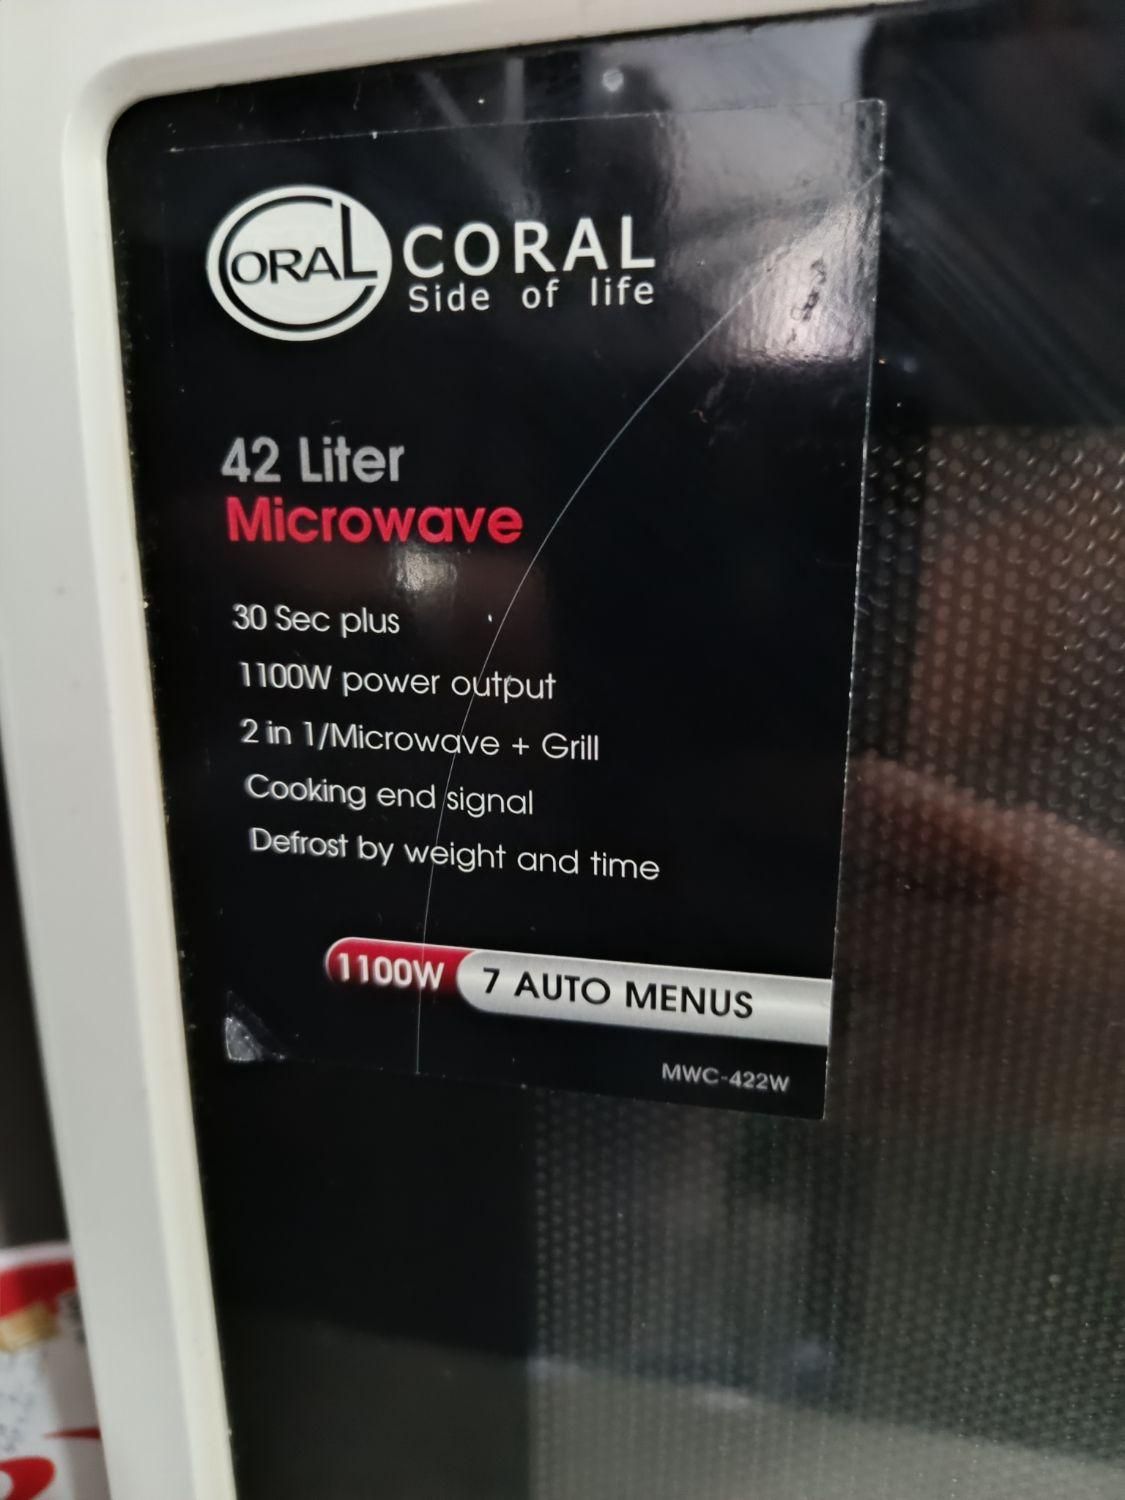 ORAL CORAL
Side of life
42 Liter
Microwave
30 Sec plus
1100W power output
2 in 1/Microwave + Grill
Cooking end signal
Defrost by weight and time
1100W 7 AUTO MENUS
MWC-422W